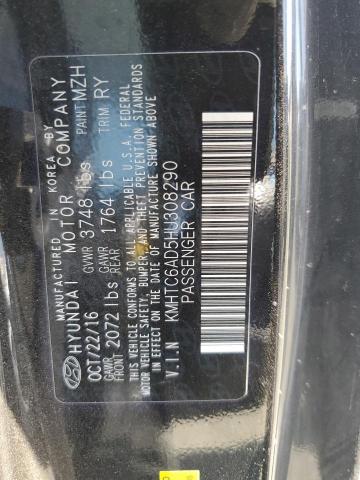 MANUFACTURED IN KOREA BY
HYUNDAI MOTOR COMPANY
OCT/22/16 GVWR 3748 lbs PAINT MZH
GAWR FRONT 2072 lbs GAWR REAR 1764 lbs TRIM RY
THIS VEHICLE CONFORMS TO ALL APPLICABLE U.S.A. FEDERAL
MOTOR VEHICLE SAFETY, BUMPER, AND THEFT PREVENTION STANDARDS
IN EFFECT ON THE DATE OF MANUFACTURE SHOWN ABOVE.
V.I.N KMHTC6AD5HU308290
PASSENGER CAR